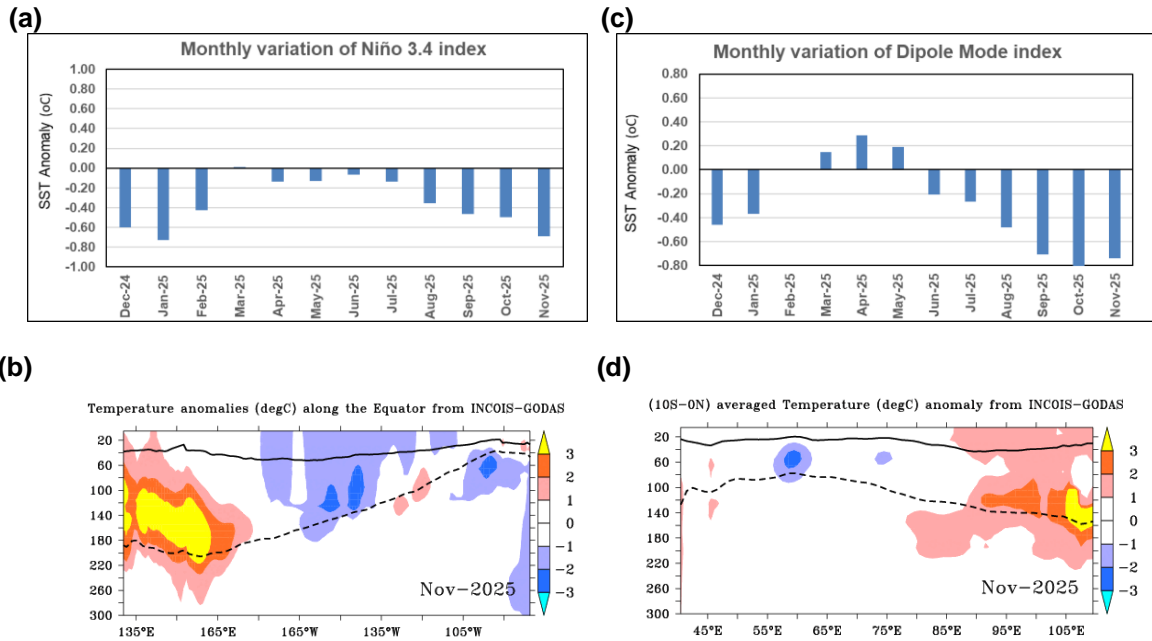 (a)
Monthly variation of Niño 3.4 index
SST Anomaly (oC)
1.00
0.80
0.60
0.40
0.20
0.00
-0.20
-0.40
-0.60
-0.80
-1.00
Dec-24
Jan-25
Feb-25
Mar-25
Apr-25
May-25
Jun-25
Jul-25
Aug-25
Sep-25
Oct-25
Nov-25
(c)
Monthly variation of Dipole Mode index
SST Anomaly (oC)
0.80
0.60
0.40
0.20
0.00
-0.20
-0.40
-0.60
-0.80
Dec-24
Jan-25
Feb-25
Mar-25
Apr-25
May-25
Jun-25
Jul-25
Aug-25
Sep-25
Oct-25
Nov-25
(b)
Temperature anomalies (degC) along the Equator from INCOIS-GODAS
20
60
100
140
180
220
260
300
Nov-2025
135°E
165°E
165°W
135°W
105°W
3
2
1
0
-1
-2
-3
(d)
(10S-0N) averaged Temperature (degC) anomaly from INCOIS-GODAS
20
60
100
140
180
220
260
300
Nov-2025
45°E
55°E
65°E
75°E
85°E
95°E
105°E
3
2
1
0
-1
-2
-3